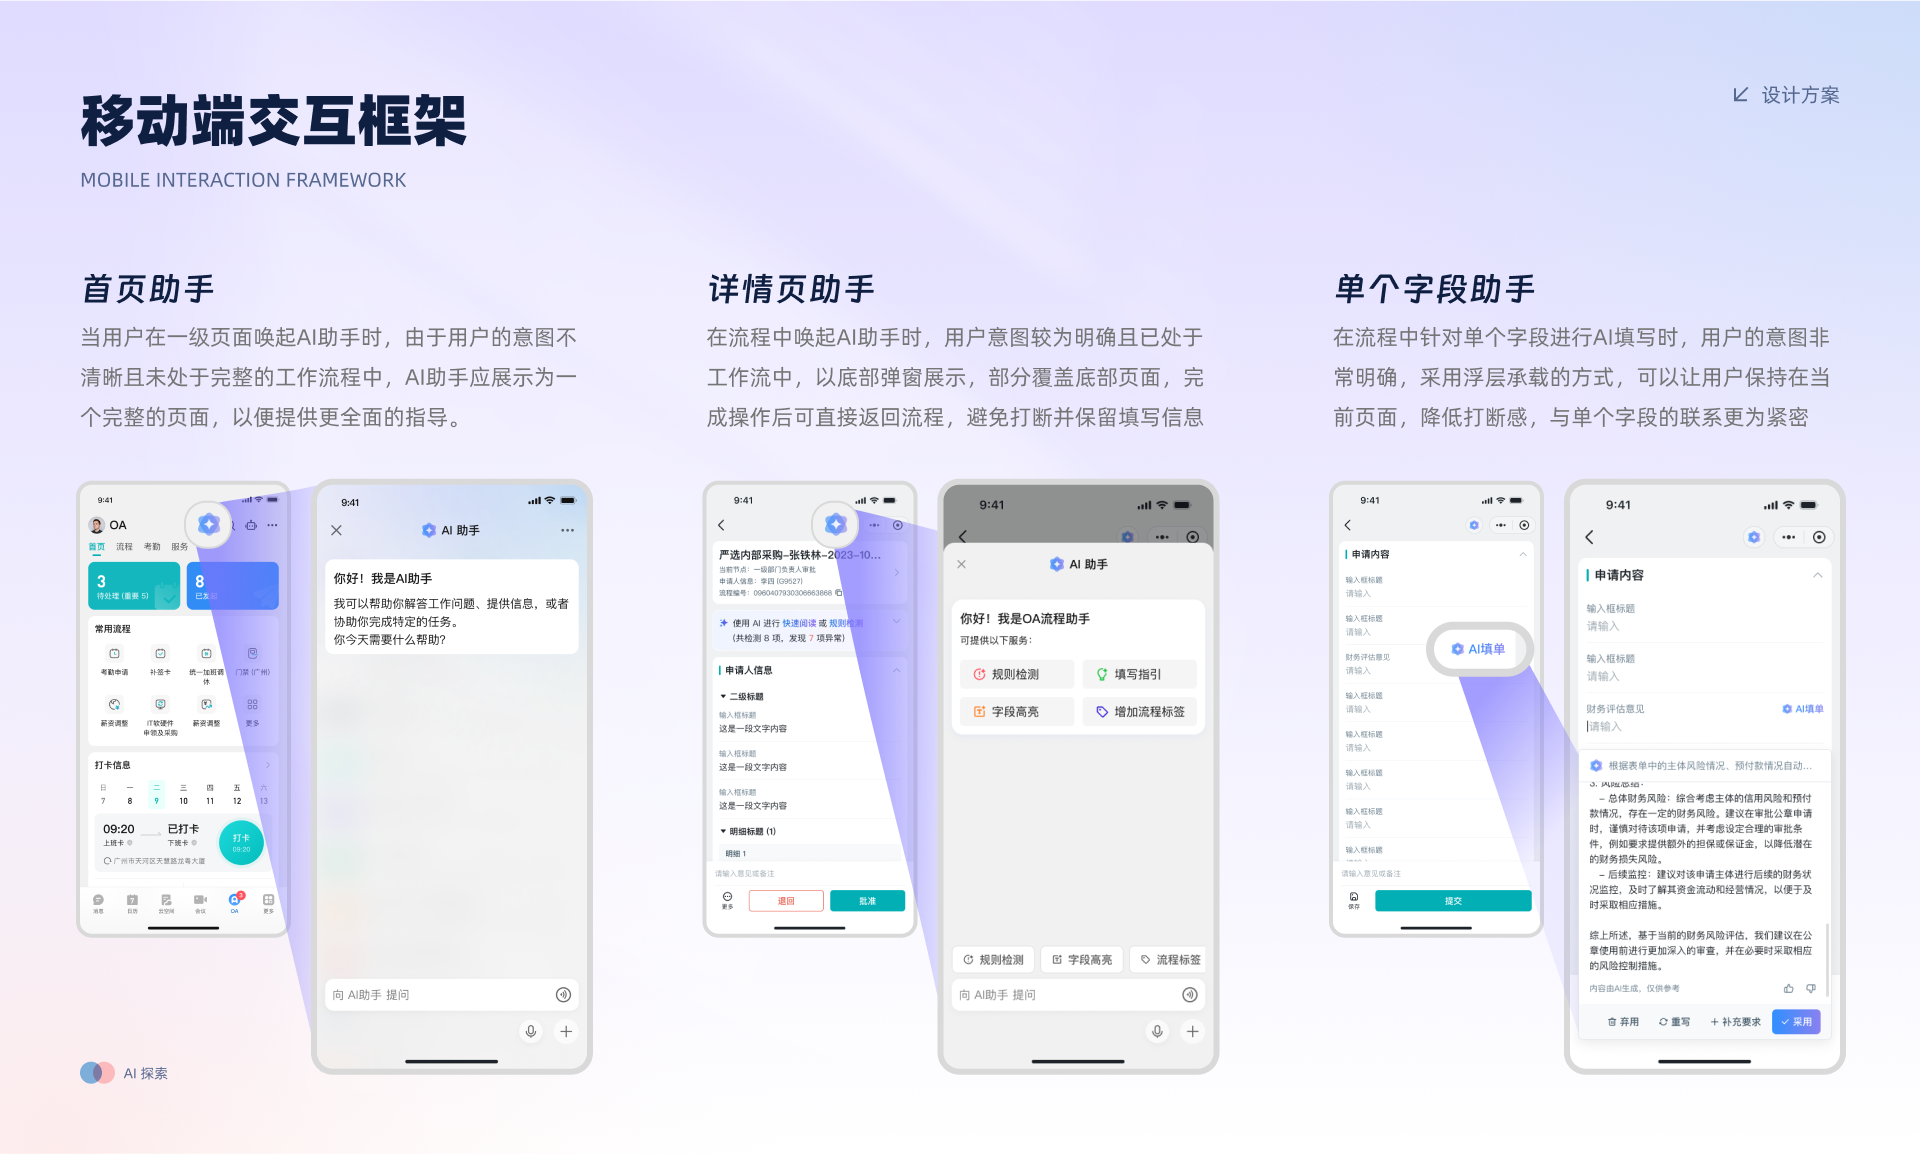 移动端交互框架
MOBILE INTERACTION FRAMEWORK
设计方案
首页助手
当用户在一级页面唤起AI助手时，由于用户的意图不
清晰且未处于完整的工作流程中，AI助手应展示为一
个完整的页面，以便提供更全面的指导。
9:41
OA
首页 流程 考勤 服务
3
待处理 (重要 5)
8
已发
常用流程
考勤申请
补签卡
统一加班调
休
门禁 (广州)
薪资调整
IT软硬件
申领及采购
薪资调整
更多
打卡信息
日 一 二 三 四 五 六
7 8 9 10 11 12 13
09:20
已打卡
上班卡
下班卡
打卡
09:20
广州市天河区天慧路龙粤大厦
消息
7
日历
云空间
会议
3
OA
更多
9:41
AI 助手
你好！我是AI助手
我可以帮助你解答工作问题、提供信息，或者
协助你完成特定的任务。
你今天需要什么帮助?
向 AI助手 提问
详情页助手
在流程中唤起AI助手时，用户意图较为明确且已处于
工作流中，以底部弹窗展示，部分覆盖底部页面，完
成操作后可直接返回流程，避免打断并保留填写信息
9:41
严选内部采购-张铁林-2023-10...
当前节点：一级部门负责人审批
申请人信息：李四 (G9527)
流程编号：0960407930306663868
使用 AI 进行 快速阅读 或 规则检测
(共检测 8 项，发现 7 项异常)
申请人信息
二级标题
输入框标题
这是一段文字内容
输入框标题
这是一段文字内容
输入框标题
这是一段文字内容
明细标题 (1)
明细 1
请输入意见或备注
更多
退回
批准
9:41
AI 助手
你好！我是OA流程助手
可提供以下服务：
规则检测
填写指引
字段高亮
增加流程标签
规则检测
字段高亮
流程标签
向 AI助手 提问
单个字段助手
在流程中针对单个字段进行AI填写时，用户的意图非
常明确，采用浮层承载的方式，可以让用户保持在当
前页面，降低打断感，与单个字段的联系更为紧密
9:41
申请内容
输入框标题
请输入
输入框标题
请输入
财务评估意见
请输入
AI填单
输入框标题
请输入
输入框标题
请输入
输入框标题
请输入
输入框标题
请输入
输入框标题
请输入意见或备注
保存
提交
9:41
申请内容
输入框标题
请输入
输入框标题
请输入
财务评估意见
AI填单
请输入
根据表单中的主体风险情况、预付款情况自动...
3. 风险总结：
– 总体财务风险：综合考虑主体的信用风险和预付
款情况，存在一定的财务风险。建议在审批公章申请
时，谨慎对待该项申请，并考虑设定合理的审批条
件，例如要求提供额外的担保或保证金，以降低潜在
的财务损失风险。
– 后续监控：建议对该申请主体进行后续的财务状
况监控，及时了解其资金流动和经营情况，以便于及
时采取相应措施。
综上所述，基于当前的财务风险评估，我们建议在公
章使用前进行更加深入的审查，并在必要时采取相应
的风险控制措施。
内容由AI生成，仅供参考
弃用
重写
补充要求
采用
AI 探索